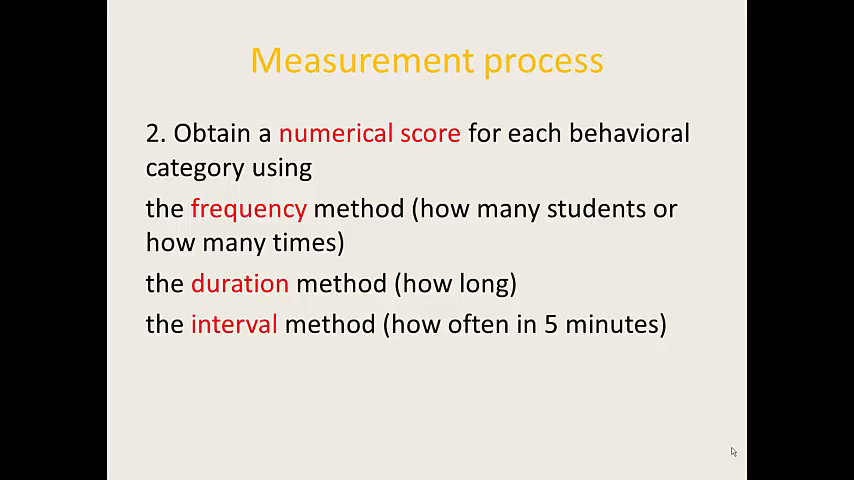 Measurement process
2. Obtain a numerical score for each behavioral
category using
the frequency method (how many students or
how many times)
the duration method (how long)
the interval method (how often in 5 minutes)